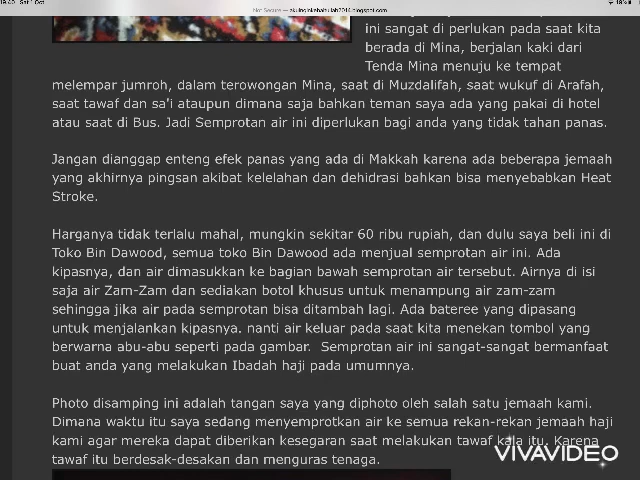 19.40 Sat 1 Oct
Not Secure — akuinginkebaitullah2014.blogspot.com
18%
ini sangat di perlukan pada saat kita
berada di Mina, berjalan kaki dari
Tenda Mina menuju ke tempat
melempar jumroh, dalam terowongan Mina, saat di Muzdalifah, saat wukuf di Arafah,
saat tawaf dan sa'i ataupun dimana saja bahkan teman saya ada yang pakai di hotel
atau saat di Bus. Jadi Semprotan air ini diperlukan bagi anda yang tidak tahan panas.
Jangan dianggap enteng efek panas yang ada di Makkah karena ada beberapa jemaah
yang akhirnya pingsan akibat kelelahan dan dehidrasi bahkan bisa menyebabkan Heat
Stroke.
Harganya tidak terlalu mahal, mungkin sekitar 60 ribu rupiah, dan dulu saya beli ini di
Toko Bin Dawood, semua toko Bin Dawood ada menjual semprotan air ini. Ada
kipasnya, dan air dimasukkan ke bagian bawah semprotan air tersebut. Airnya di isi
saja air Zam-Zam dan sediakan botol khusus untuk menampung air zam-zam
sehingga jika air pada semprotan bisa ditambah lagi. Ada bateree yang dipasang
untuk menjalankan kipasnya. nanti air keluar pada saat kita menekan tombol yang
berwarna abu-abu seperti pada gambar. Semprotan air ini sangat-sangat bermanfaat
buat anda yang melakukan Ibadah haji pada umumnya.
Photo disamping ini adalah tangan saya yang diphoto oleh salah satu jemaah kami.
Dimana waktu itu saya sedang menyemprotkan air ke semua rekan-rekan jemaah haji
kami agar mereka dapat diberikan kesegaran saat melakukan tawaf kala itu. Karena
tawaf itu berdesak-desakan dan menguras tenaga.
VIVAVIDEO